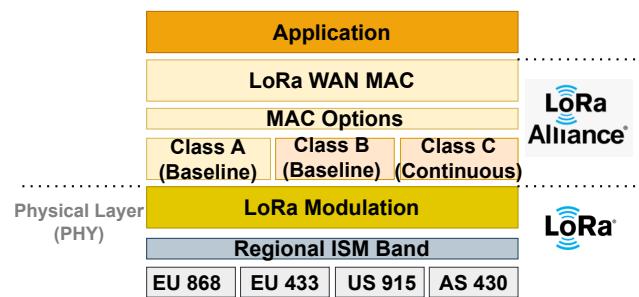 Application
LoRa WAN MAC
MAC Options
Class A
(Baseline)
Class B
(Baseline)
Class C
(Continuous)
LoRa
Alliance®
Physical Layer
(PHY)
LoRa Modulation
LoRa®
Regional ISM Band
EU 868
EU 433
US 915
AS 430